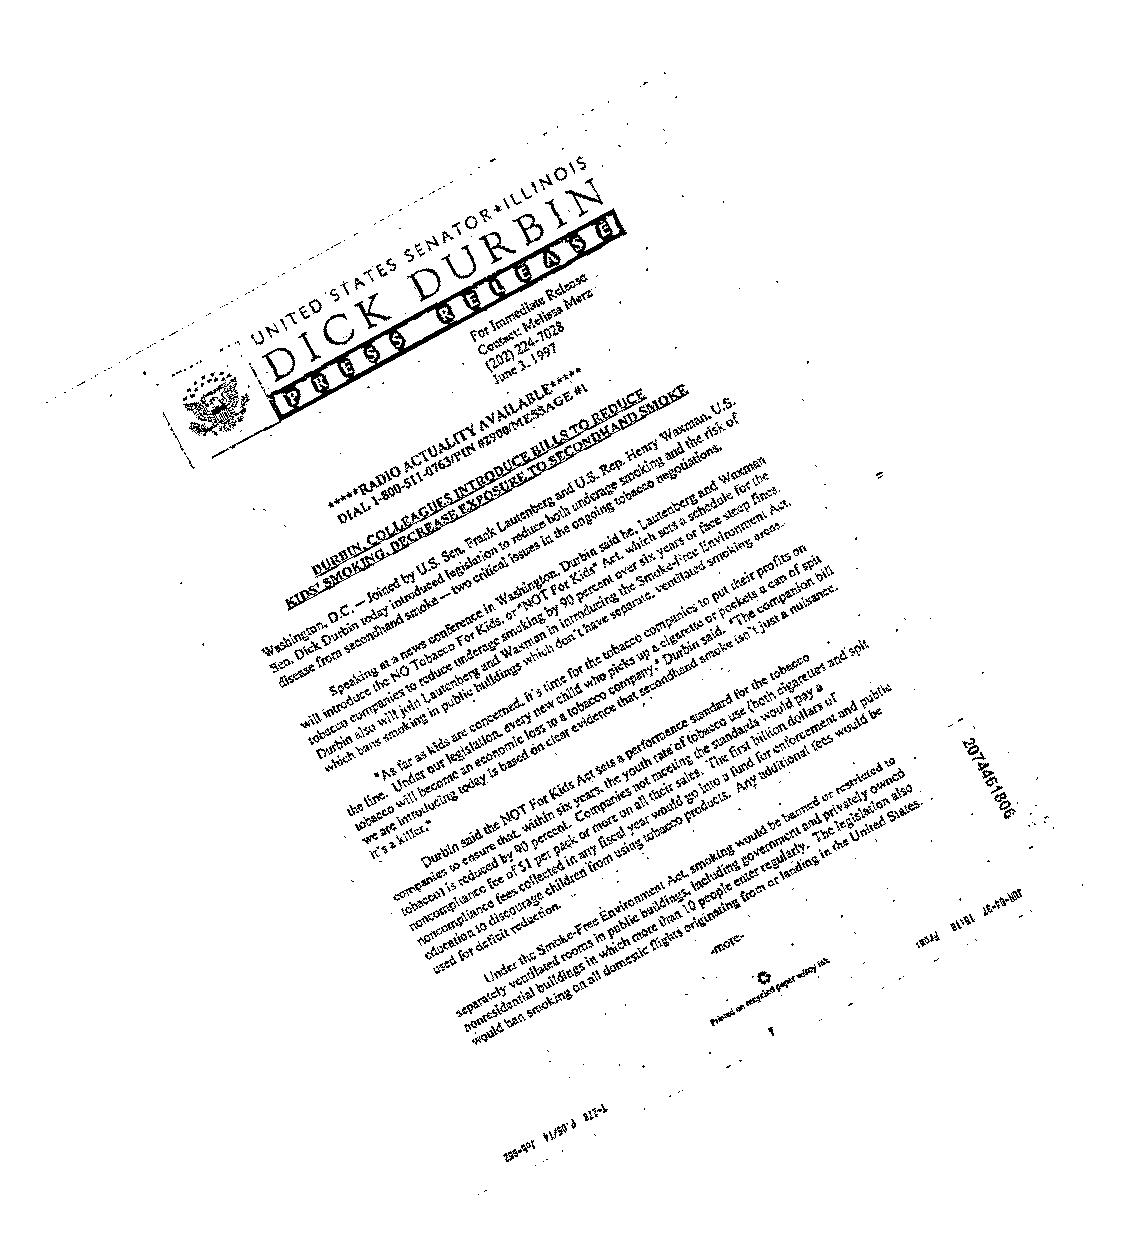 UNITED STATES SENATOR★ILLINOIS
DICK DURBIN
PRESS RELEASE
For Immediate Release
Contact: Melissa Merz
(202) 224-7028
June 3, 1997
*****RADIO ACTUALITY AVAILABLE*****
DIAL 1-800-511-0763/PIN #2900/MESSAGE #1
DURBIN, COLLEAGUES INTRODUCE BILLS TO REDUCE
KIDS' SMOKING, DECREASE EXPOSURE TO SECONDHAND SMOKE
Washington, D.C. — Joined by U.S. Sen. Frank Lautenberg and U.S. Rep. Henry Waxman, U.S.
Sen. Dick Durbin today introduced legislation to reduce both underage smoking and the risk of
disease from secondhand smoke — two critical issues in the ongoing tobacco negotiations.
Speaking at a news conference in Washington, Durbin said he, Lautenberg and Waxman
will introduce the NO Tobacco For Kids, or "NOT For Kids" Act, which sets a schedule for the
tobacco companies to reduce underage smoking by 90 percent over six years or face steep fines.
Durbin also will join Lautenberg and Waxman in introducing the Smoke-free Environment Act,
which bans smoking in public buildings which don't have separate, ventilated smoking areas.
"As far as kids are concerned, it's time for the tobacco companies to put their profits on
the line. Under our legislation, every new child who picks up a cigarette or pockets a can of spit
tobacco will become an economic loss to a tobacco company," Durbin said. "The companion bill
we are introducing today is based on clear evidence that secondhand smoke isn't just a nuisance.
It's a killer."
Durbin said the NOT For Kids Act sets a performance standard for the tobacco
companies to ensure that, within six years, the youth rate of tobacco use (both cigarettes and spit
tobacco) is reduced by 90 percent. Companies not meeting the standards would pay a
noncompliance fee of $1 per pack or more on all their sales. The first billion dollars of
noncompliance fees collected in any fiscal year would go into a fund for enforcement and public
education to discourage children from using tobacco products. Any additional fees would be
used for deficit reduction.
Under the Smoke-Free Environment Act, smoking would be banned or restricted to
separately ventilated rooms in public buildings, including government and privately owned
nonresidential buildings in which more than 10 people enter regularly. The legislation also
would ban smoking on all domestic flights originating from or landing in the United States.
-more-
Printed on recycled paper w/soy ink
2074461806
From